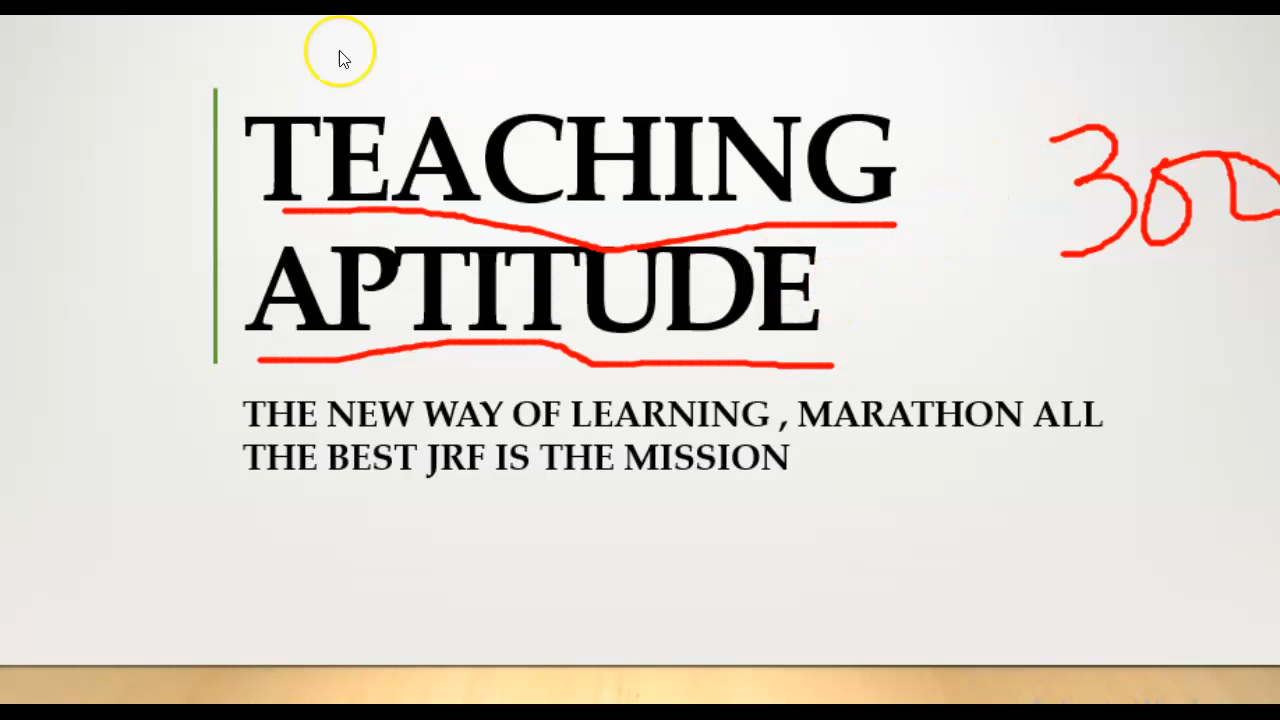 TEACHING
300
APTITUDE
THE NEW WAY OF LEARNING , MARATHON ALL
THE BEST JRF IS THE MISSION